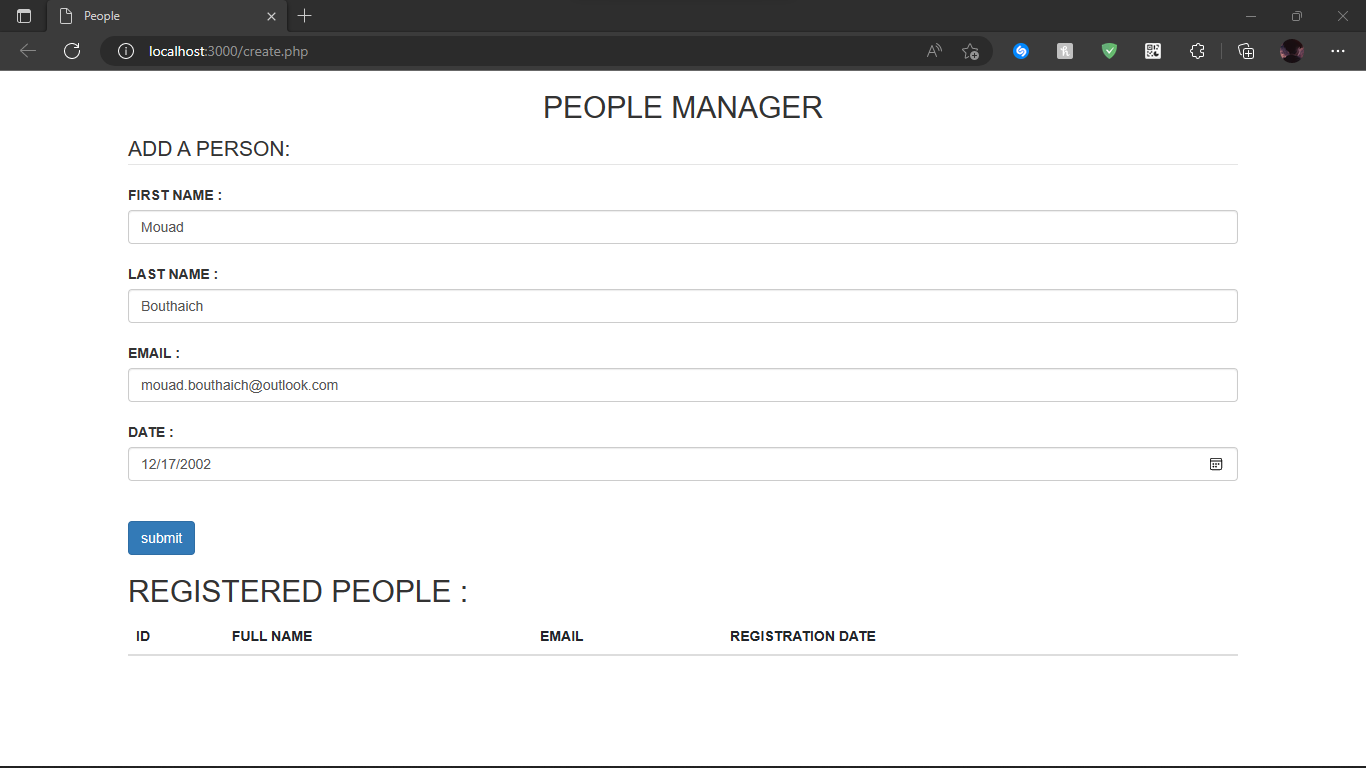 People
localhost:3000/create.php
PEOPLE MANAGER
ADD A PERSON:
FIRST NAME :
Mouad
LAST NAME :
Bouthaich
EMAIL :
mouad.bouthaich@outlook.com
DATE :
12/17/2002
submit
REGISTERED PEOPLE :
ID FULL NAME EMAIL REGISTRATION DATE